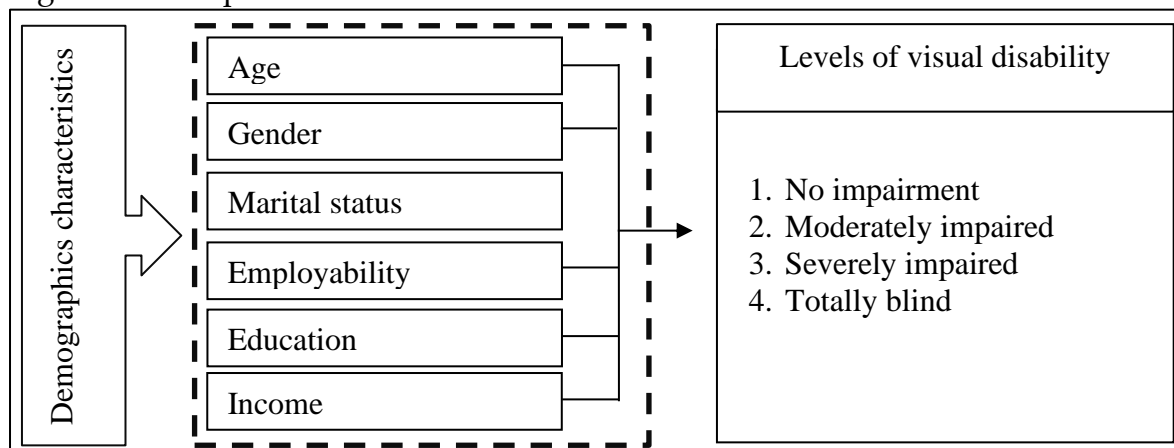 Demographics characteristics
Age
Gender
Marital status
Employability
Education
Income
Levels of visual disability
1. No impairment
2. Moderately impaired
3. Severely impaired
4. Totally blind